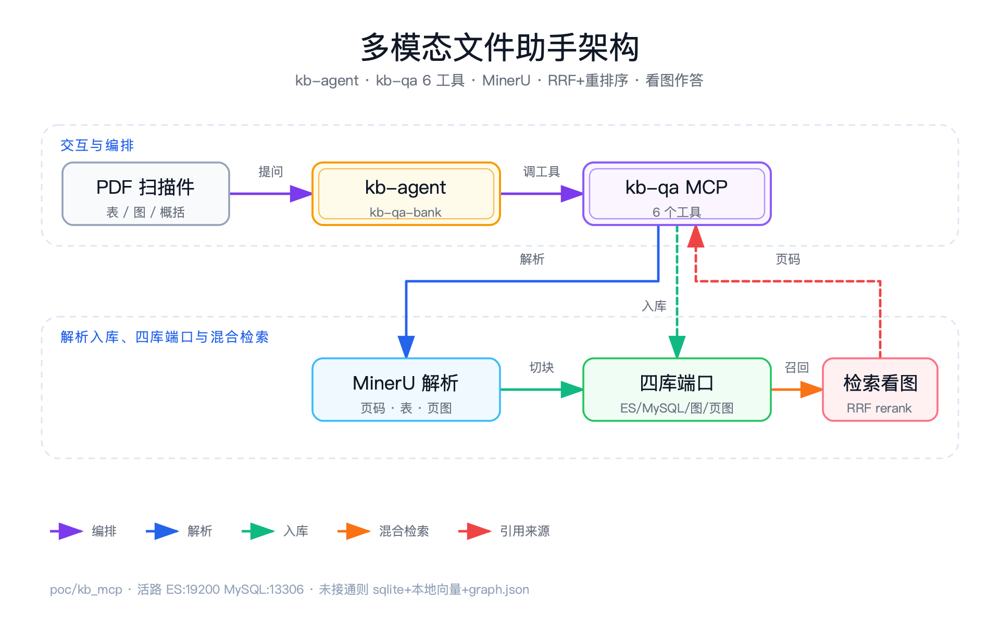 多模态文件助手架构
kb-agent · kb-qa 6 工具 · MinerU · RRF+重排序 · 看图作答
交互与编排
PDF 扫描件
表 / 图 / 概括
提问
kb-agent
kb-qa-bank
调工具
kb-qa MCP
6 个工具
解析
页码
入库
解析入库、四库端口与混合检索
MinerU 解析
页码 · 表 · 页图
切块
四库端口
ES/MySQL/图/页图
召回
检索看图
RRF rerank
编排
解析
入库
混合检索
引用来源
poc/kb_mcp · 活路 ES:19200 MySQL:13306 · 未接通则 sqlite+本地向量+graph.json